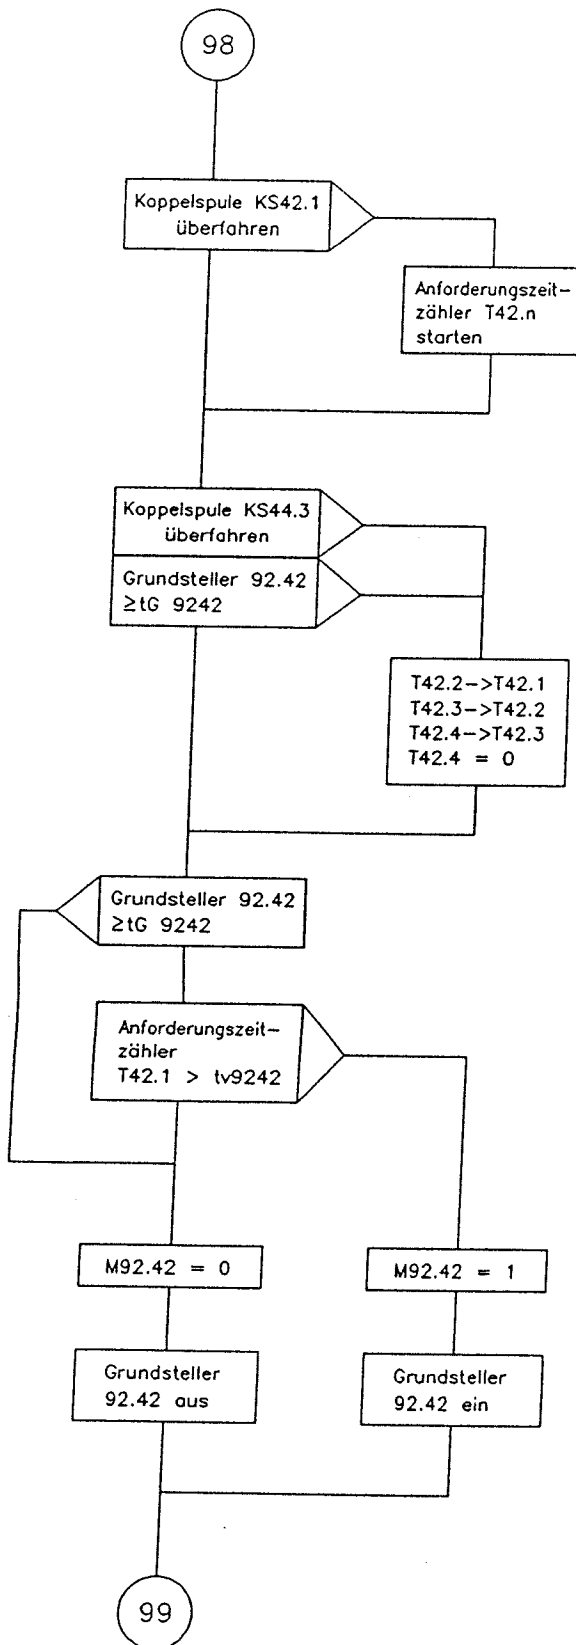 98
Koppelspule KS42.1
überfahren
Anforderungszeit-
zähler T42.n
starten
Koppelspule KS44.3
überfahren
Grundsteller 92.42
≥tG 9242
T42.2->T42.1
T42.3->T42.2
T42.4->T42.3
T42.4 = 0
Grundsteller 92.42
≥tG 9242
Anforderungszeit-
zähler
T42.1 > tv9242
M92.42 = 0
M92.42 = 1
Grundsteller
92.42 aus
Grundsteller
92.42 ein
99